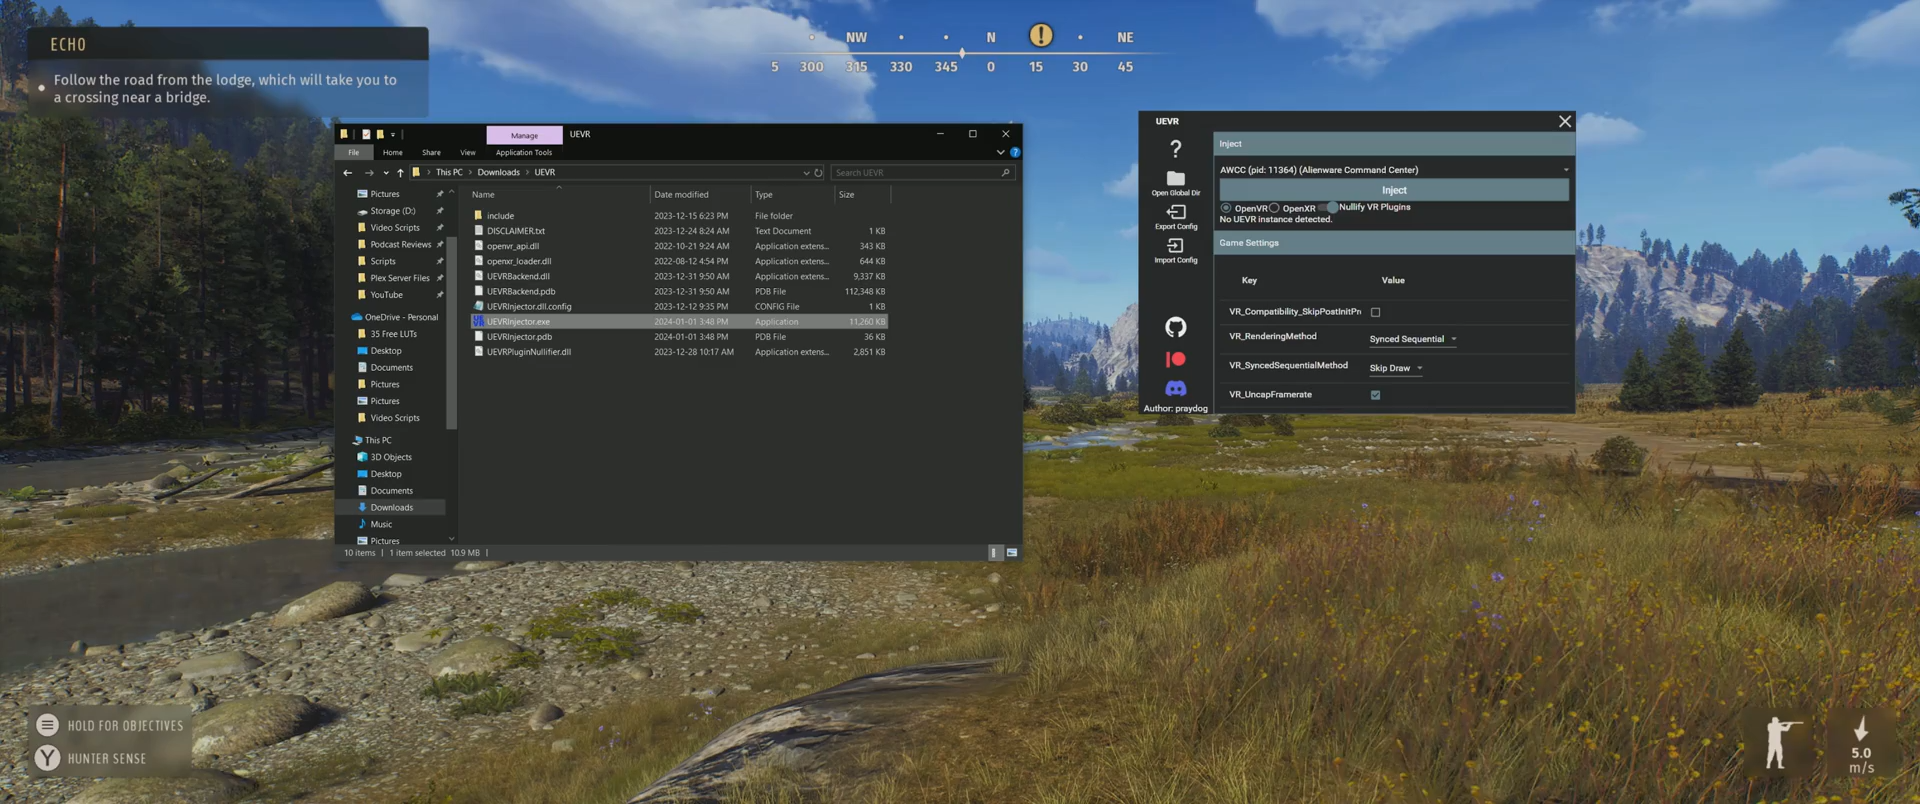 ECHO
Follow the road from the lodge, which will take you to
a crossing near a bridge.
NW N ! NE
5 300 315 330 345 0 15 30 45
Manage UEVR
File Home Share View Application Tools
This PC Downloads UEVR
Search UEVR
Name Date modified Type Size
Pictures
Storage (D:)
Video Scripts
Podcast Reviews
Scripts
Plex Server Files
YouTube
OneDrive - Personal
35 Free LUTs
Desktop
Documents
Pictures
Pictures
Video Scripts
This PC
3D Objects
Desktop
Documents
Downloads
Music
Pictures
include 2023-12-15 6:23 PM File folder
DISCLAIMER.txt 2023-12-24 8:24 AM Text Document 1 KB
openvr_api.dll 2022-10-21 9:24 AM Application extens... 343 KB
openxr_loader.dll 2022-08-12 4:54 PM Application extens... 644 KB
UEVRBackend.dll 2023-12-31 9:50 AM Application extens... 9,337 KB
UEVRBackend.pdb 2023-12-31 9:50 AM PDB File 112,348 KB
UEVRInjector.dll.config 2023-12-12 9:35 PM CONFIG File 1 KB
UEVRInjector.exe 2024-01-01 3:48 PM Application 11,260 KB
UEVRInjector.pdb 2024-01-01 3:48 PM PDB File 36 KB
UEVRPluginNullifier.dll 2023-12-28 10:17 AM Application extens... 2,851 KB
10 items 1 item selected 10.9 MB
UEVR
?
Open Global Dir
Export Config
Import Config
Author: praydog
Inject
AWCC (pid: 11364) (Alienware Command Center)
Inject
OpenVR OpenXR Nullify VR Plugins
No UEVR instance detected.
Game Settings
Key Value
VR_Compatibility_SkipPostInitPr
VR_RenderingMethod Synced Sequential
VR_SyncedSequentialMethod Skip Draw
VR_UncapFramerate
HOLD FOR OBJECTIVES
Y HUNTER SENSE
5.0
m/s